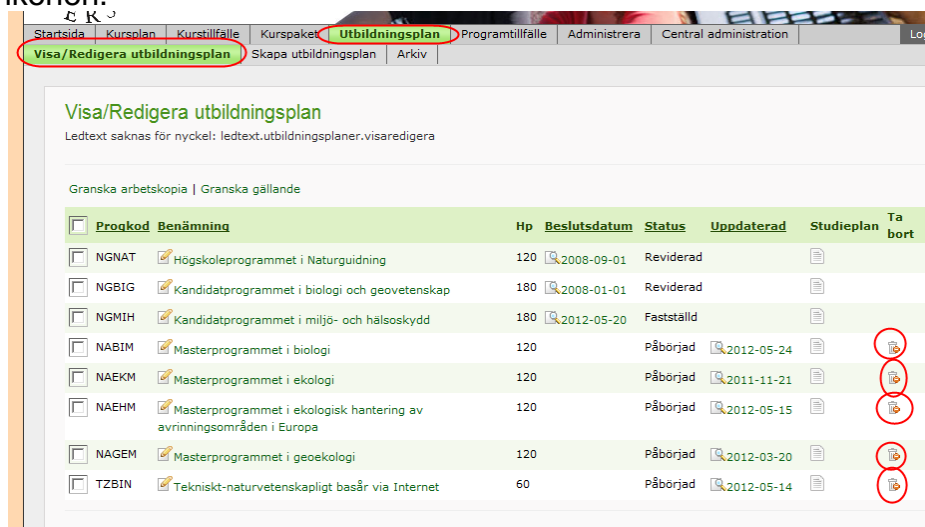 ikonen.
Startsida Kursplan Kurstillfälle Kurspaket Utbildningsplan Programtillfälle Administrera Central administration
Visa/Redigera utbildningsplan Skapa utbildningsplan Arkiv
Visa/Redigera utbildningsplan
Ledtext saknas för nyckel: ledtext.utbildningsplaner.visaredigera
Granska arbetskopia | Granska gällande
Progkod Benämning Hp Beslutsdatum Status Uppdaterad Studieplan Ta bort
NGNAT Högskoleprogrammet i Naturguidning 120 2008-09-01 Reviderad
NGBIG Kandidatprogrammet i biologi och geovetenskap 180 2008-01-01 Reviderad
NGMIH Kandidatprogrammet i miljö- och hälsoskydd 180 2012-05-20 Fastställd
NABIM Masterprogrammet i biologi 120 Påbörjad 2012-05-24
NAEKM Masterprogrammet i ekologi 120 Påbörjad 2011-11-21
NAEHM Masterprogrammet i ekologisk hantering av 120 Påbörjad 2012-05-15
avrinningsområden i Europa
NAGEM Masterprogrammet i geoekologi 120 Påbörjad 2012-03-20
TZBIN Tekniskt-naturvetenskapligt basår via Internet 60 Påbörjad 2012-05-14